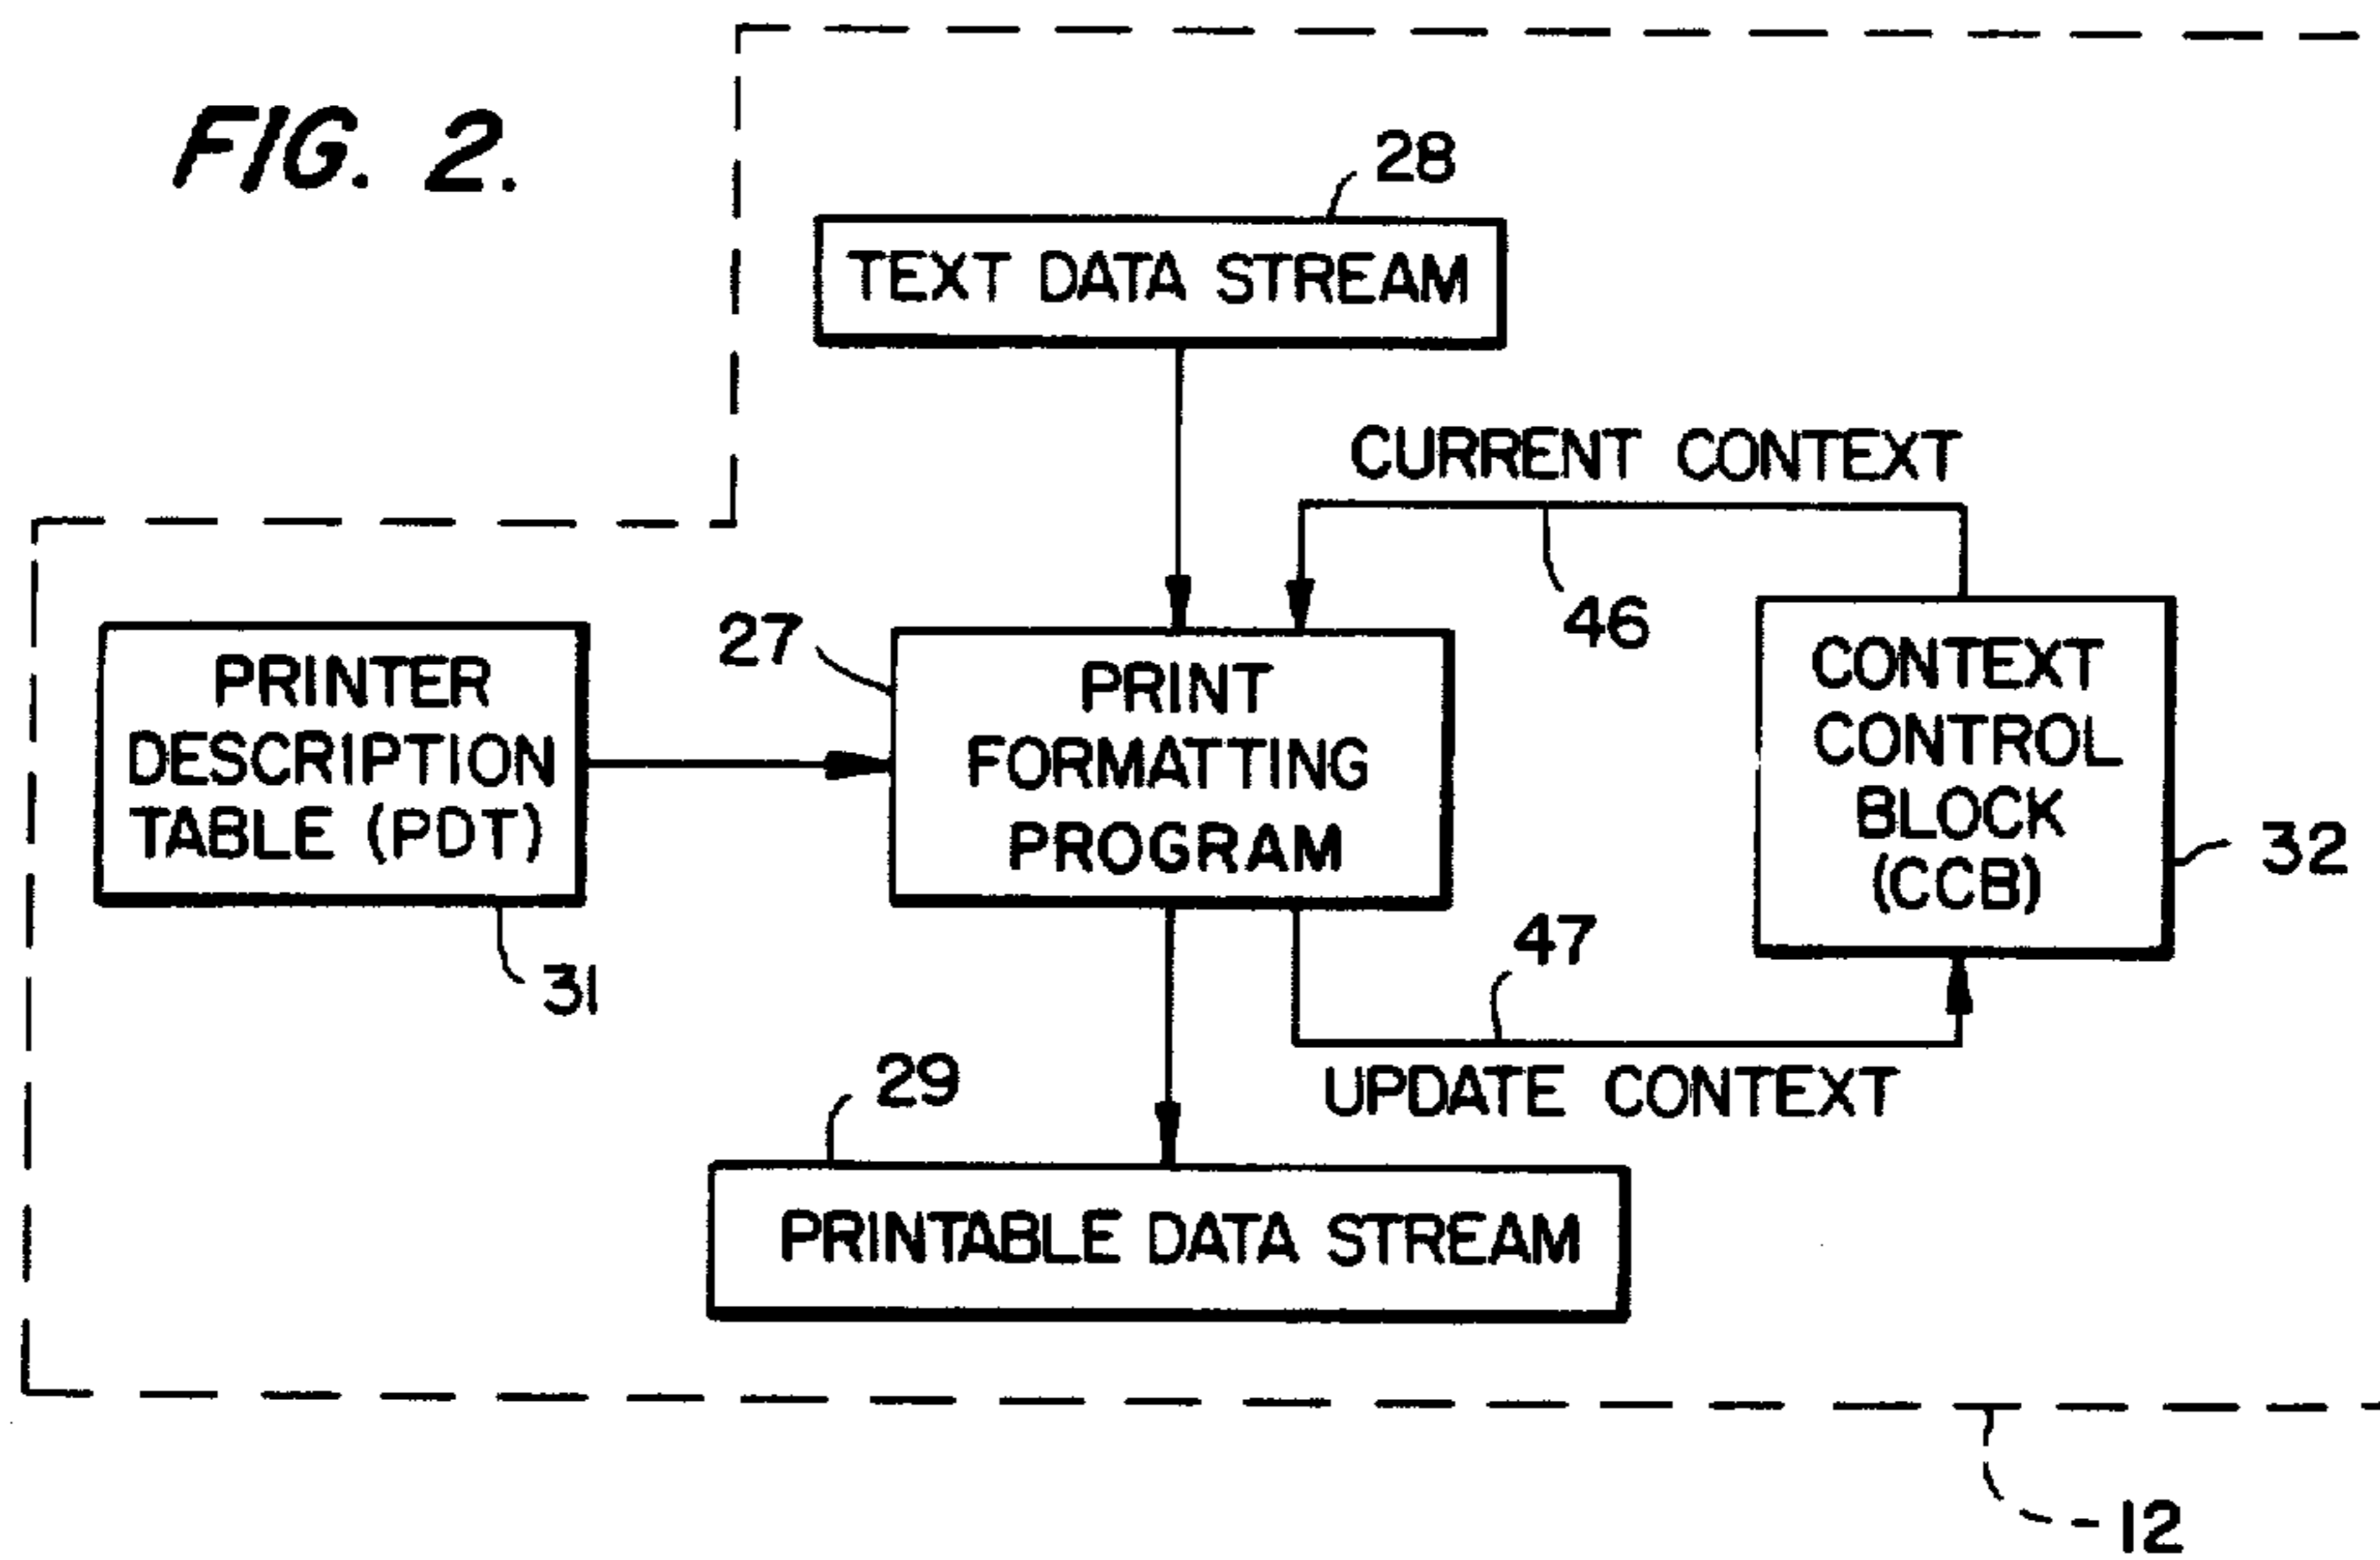 FIG. 2.
28
TEXT DATA STREAM
CURRENT CONTEXT
46
27
PRINTER
DESCRIPTION
TABLE (PDT)
31
PRINT
FORMATTING
PROGRAM
CONTEXT
CONTROL
BLOCK
(CCB)
32
47
UPDATE CONTEXT
29
PRINTABLE DATA STREAM
12